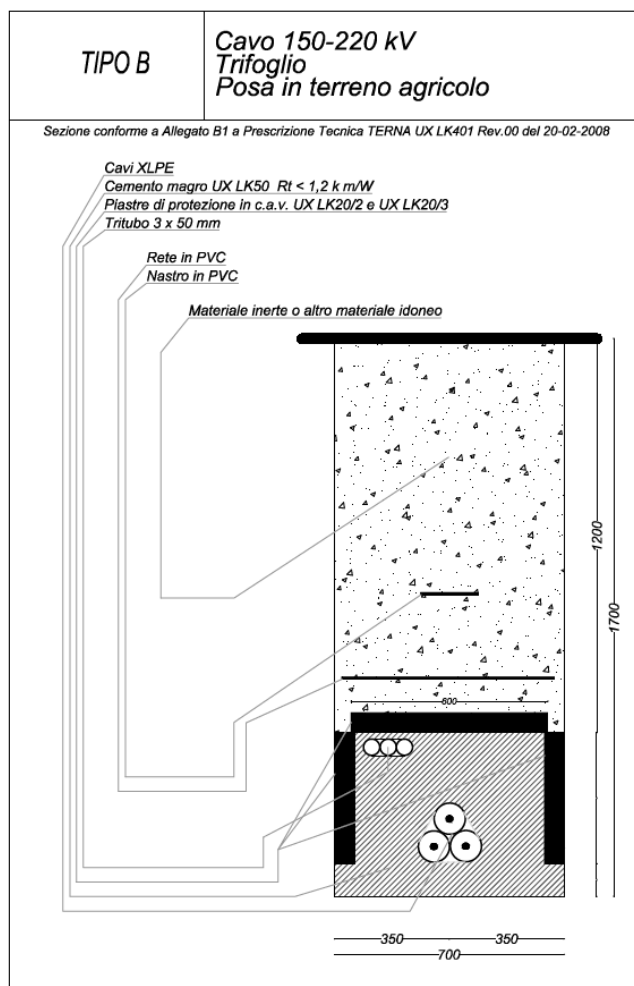 TIPO B
Cavo 150-220 kV
Trifoglio
Posa in terreno agricolo
Sezione conforme a Allegato B1 a Prescrizione Tecnica TERNA UX LK401 Rev.00 del 20-02-2008
Cavi XLPE
Cemento magro UX LK50 Rt < 1,2 k m/W
Piastre di protezione in c.a.v. UX LK20/2 e UX LK20/3
Tritubo 3 x 50 mm
Rete in PVC
Nastro in PVC
Materiale inerte o altro materiale idoneo
1200
1700
600
350
350
700